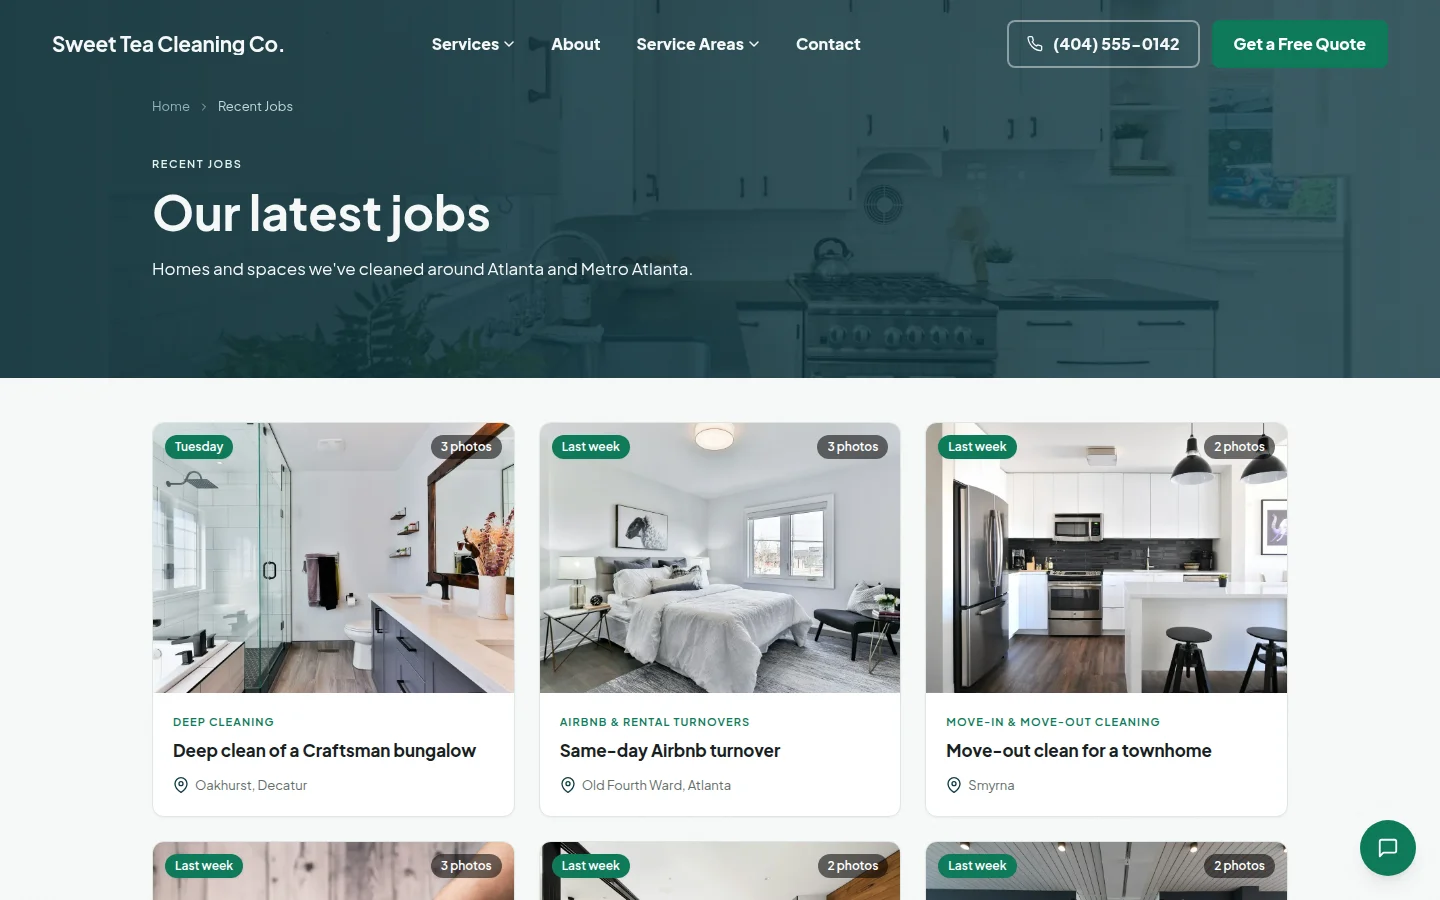 Sweet Tea Cleaning Co.
Services
About
Service Areas
Contact
(404) 555-0142
Get a Free Quote
Home
Recent Jobs
RECENT JOBS
Our latest jobs
Homes and spaces we've cleaned around Atlanta and Metro Atlanta.
Tuesday
3 photos
DEEP CLEANING
Deep clean of a Craftsman bungalow
Oakhurst, Decatur
Last week
3 photos
AIRBNB & RENTAL TURNOVERS
Same-day Airbnb turnover
Old Fourth Ward, Atlanta
Last week
2 photos
MOVE-IN & MOVE-OUT CLEANING
Move-out clean for a townhome
Smyrna
Last week
3 photos
Last week
2 photos
Last week
2 photos